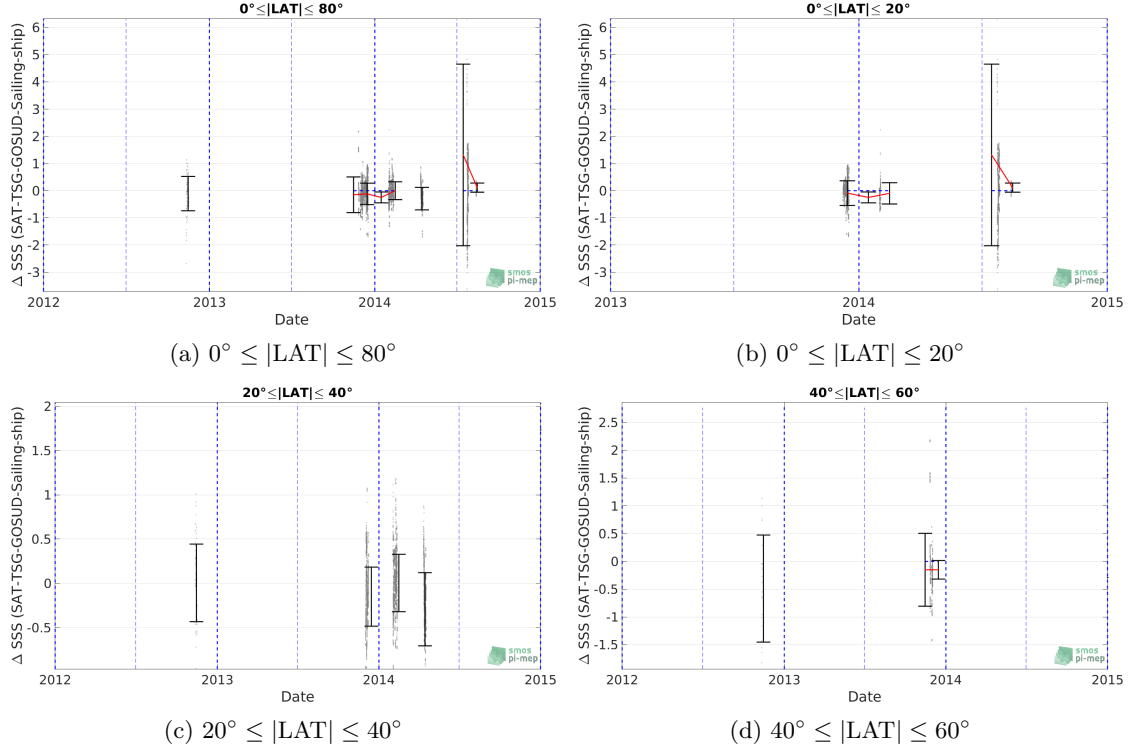 0°≤|LAT|≤ 80°
Δ SSS (SAT-TSG-GOSUD-Sailing-ship)
6
5
4
3
2
1
0
-1
-2
-3
2012 2013 2014 2015
Date
smos
pi-mep
(a) 0° ≤ |LAT| ≤ 80°
0°≤|LAT|≤ 20°
Δ SSS (SAT-TSG-GOSUD-Sailing-ship)
6
5
4
3
2
1
0
-1
-2
-3
2013 2014 2015
Date
smos
pi-mep
(b) 0° ≤ |LAT| ≤ 20°
20°≤|LAT|≤ 40°
Δ SSS (SAT-TSG-GOSUD-Sailing-ship)
2
1.5
1
0.5
0
-0.5
2012 2013 2014 2015
Date
smos
pi-mep
(c) 20° ≤ |LAT| ≤ 40°
40°≤|LAT|≤ 60°
Δ SSS (SAT-TSG-GOSUD-Sailing-ship)
2.5
2
1.5
1
0.5
0
-0.5
-1
-1.5
2012 2013 2014 2015
Date
smos
pi-mep
(d) 40° ≤ |LAT| ≤ 60°